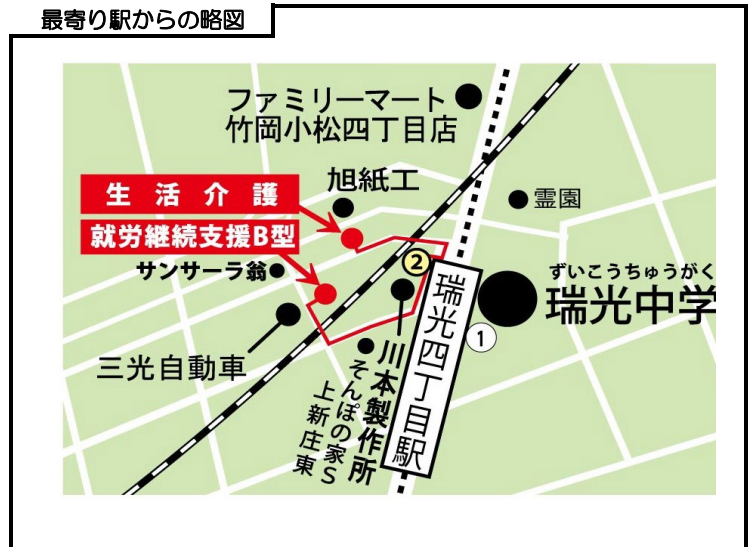 最寄り駅からの略図
ファミリーマート
竹岡小松四丁目店
旭紙工
生活介護
就労継続支援B型
霊園
サンサーラ翁
②
ずいこうちゅうがく
瑞光中学
①
瑞光四丁目駅
三光自動車
川本製作所
そんぽの家S
上新庄東